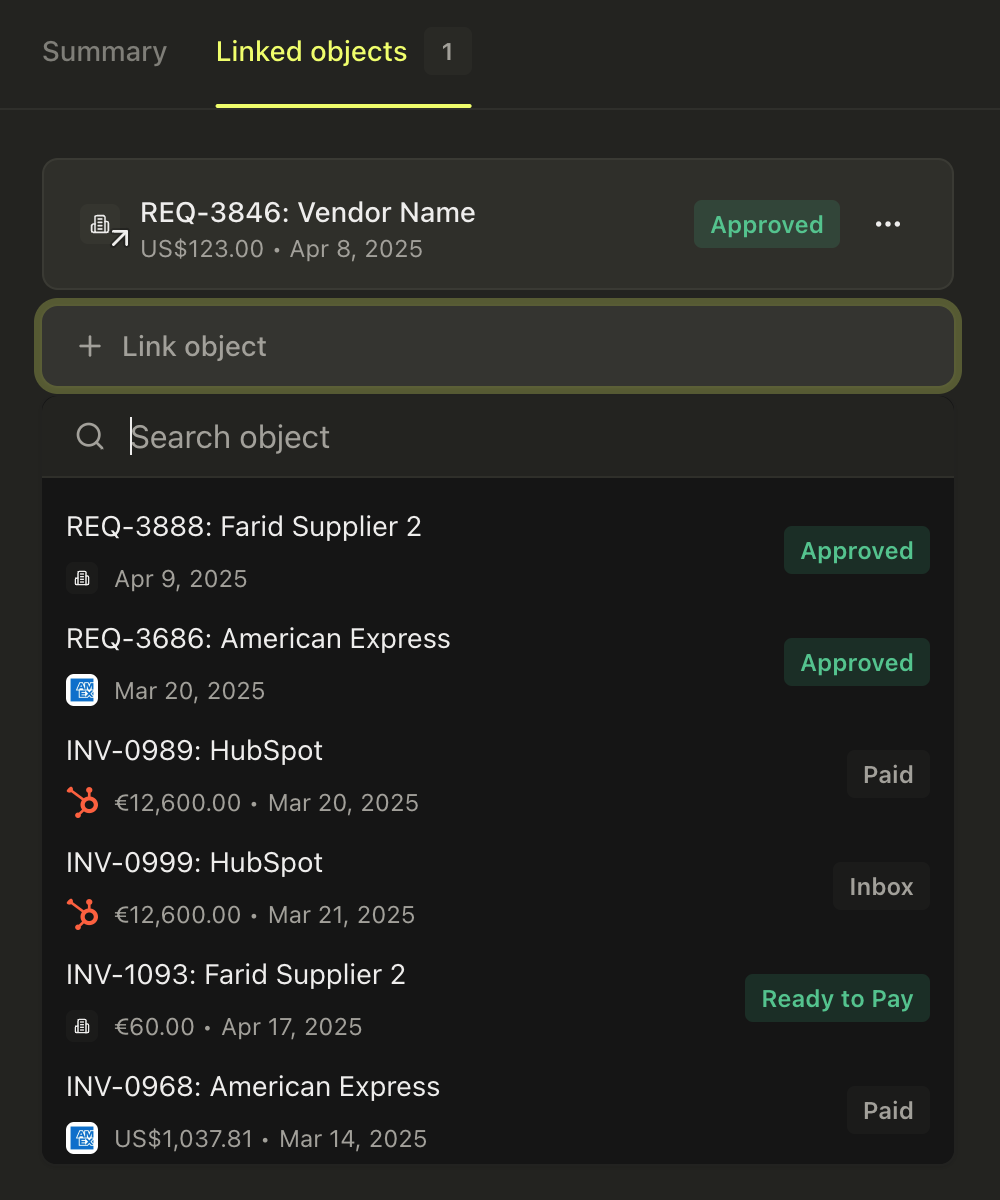 Summary Linked objects 1
REQ-3846: Vendor Name
US$123.00 • Apr 8, 2025
Approved
Link object
Search object
REQ-3888: Farid Supplier 2
Apr 9, 2025
Approved
REQ-3686: American Express
AM
EX
Mar 20, 2025
Approved
INV-0989: HubSpot
€12,600.00 • Mar 20, 2025
Paid
INV-0999: HubSpot
€12,600.00 • Mar 21, 2025
Inbox
INV-1093: Farid Supplier 2
€60.00 • Apr 17, 2025
Ready to Pay
INV-0968: American Express
AM
EX
US$1,037.81 • Mar 14, 2025
Paid